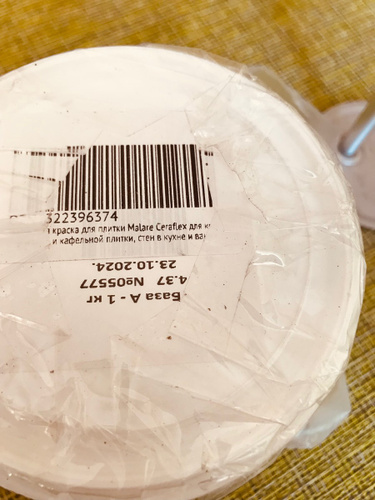 322396374
краска для плитки Malare Ceraflex для
и кафельной плитки, стен в кухне и
База А - 1 кг
4.37 №05577
23.10.2024.